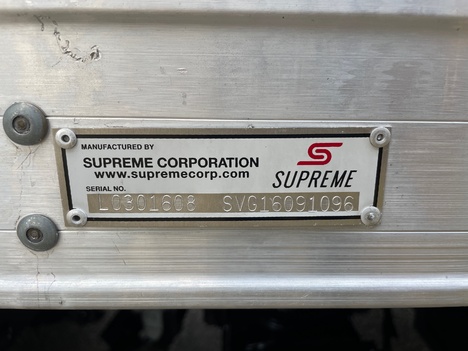 MANUFACTURED BY
SUPREME CORPORATION
www.supremecorp.com
SUPREME
SERIAL NO.
L0301608 SVG16091096